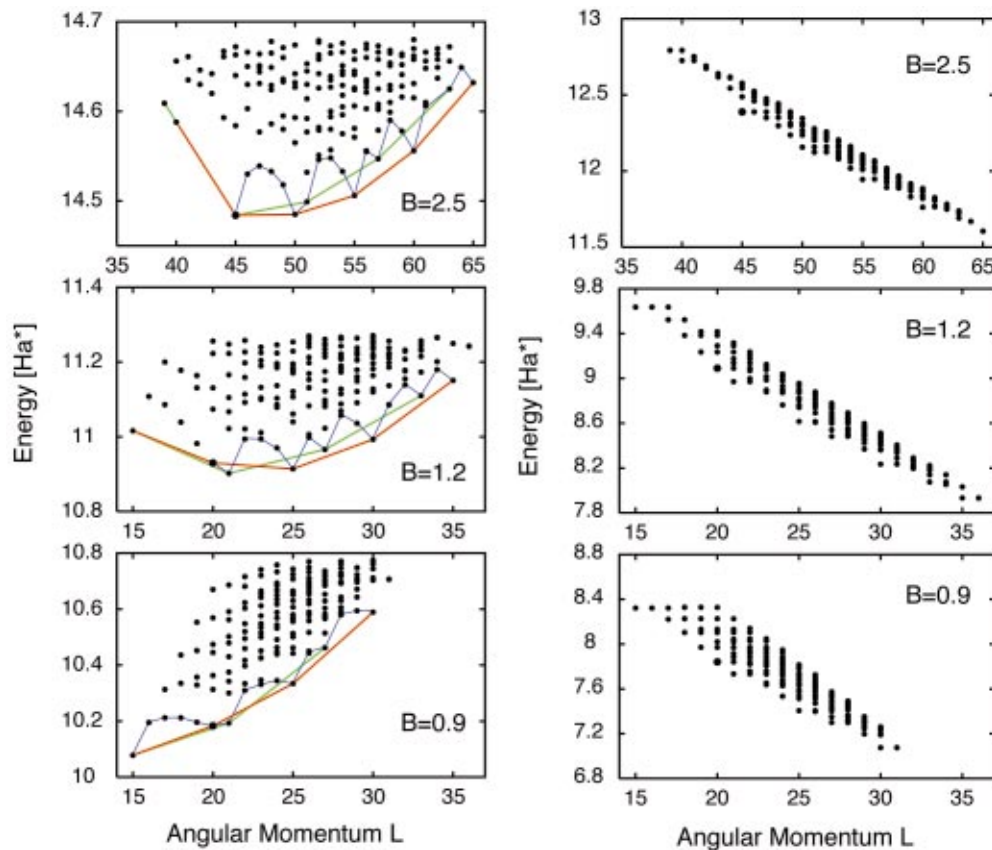 14.7
14.6
14.5
B=2.5
35 40 45 50 55 60 65
11.4
11.2
11
10.8
B=1.2
15 20 25 30 35
10.8
10.6
10.4
10.2
10
B=0.9
15 20 25 30 35
Energy [Ha*]
Angular Momentum L
13
12.5
12
11.5
B=2.5
35 40 45 50 55 60 65
9.8
9.4
9
8.6
8.2
7.8
B=1.2
15 20 25 30 35
8.8
8.4
8
7.6
7.2
6.8
B=0.9
15 20 25 30 35
Energy [Ha*]
Angular Momentum L